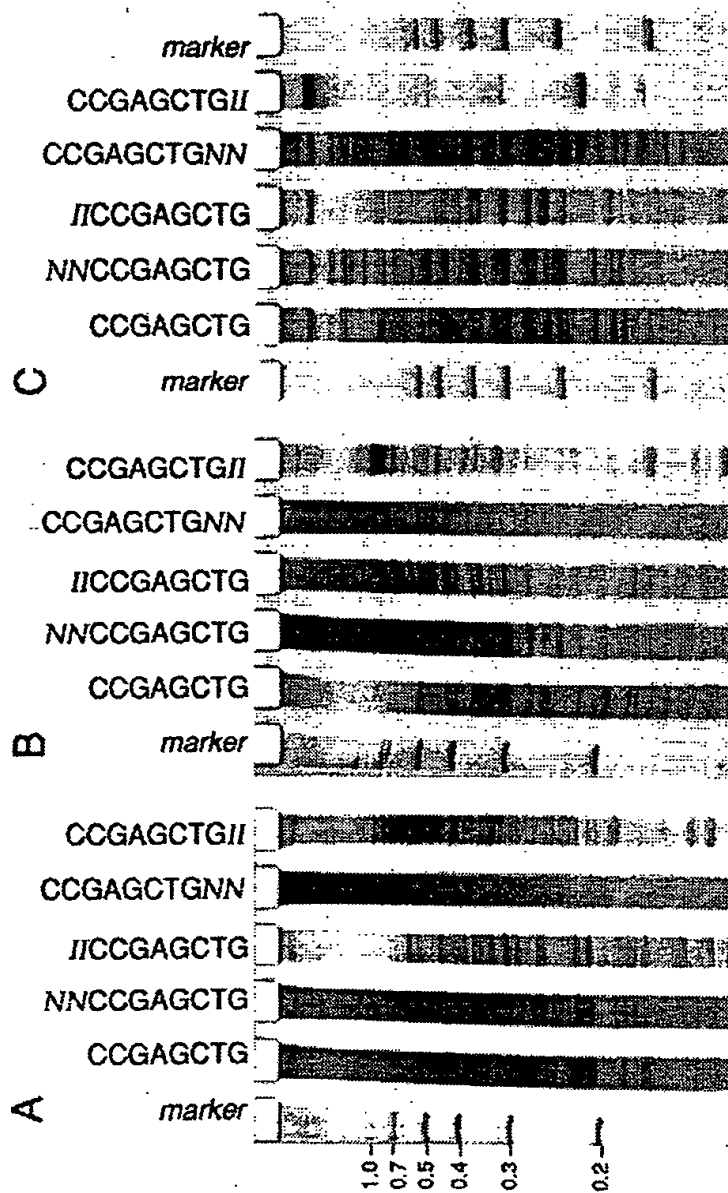 A
marker
CCGAGCTG
NNCCGAGCTG
IICCGAGCTG
CCGAGCTGNN
CCGAGCTGII
B
marker
CCGAGCTG
NNCCGAGCTG
IICCGAGCTG
CCGAGCTGNN
CCGAGCTGII
C
marker
CCGAGCTG
NNCCGAGCTG
IICCGAGCTG
CCGAGCTGNN
CCGAGCTGII
marker
1.0
0.7
0.5
0.4
0.3
0.2